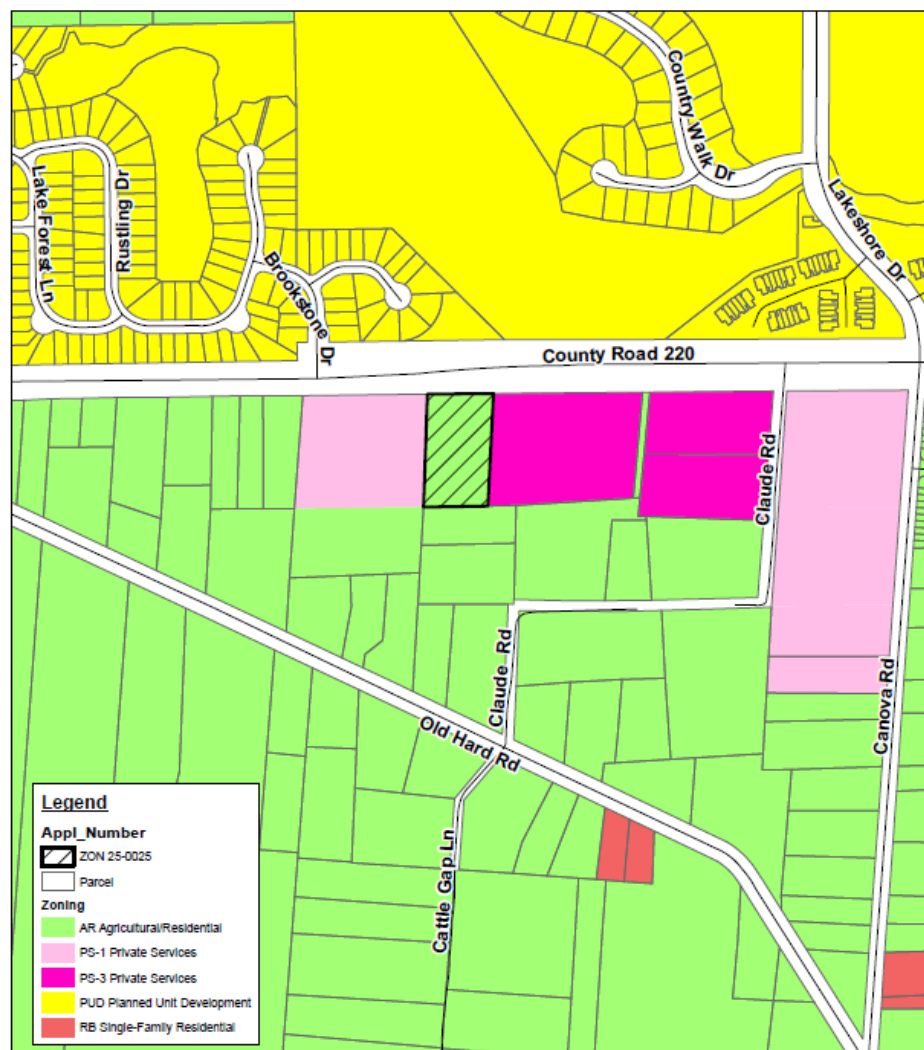 Country Walk Dr
Lake Forest Ln
Rustling Dr
Lakeshore Dr
Brookstone Dr
County Road 220
Claude Rd
Claude Rd
Canova Rd
Old Hard Rd
Cattle Gap Ln
Legend
Appl_Number
ZON 25-0025
Parcel
Zoning
AR Agricultural/Residential
PS-1 Private Services
PS-3 Private Services
PUD Planned Unit Development
RB Single-Family Residential